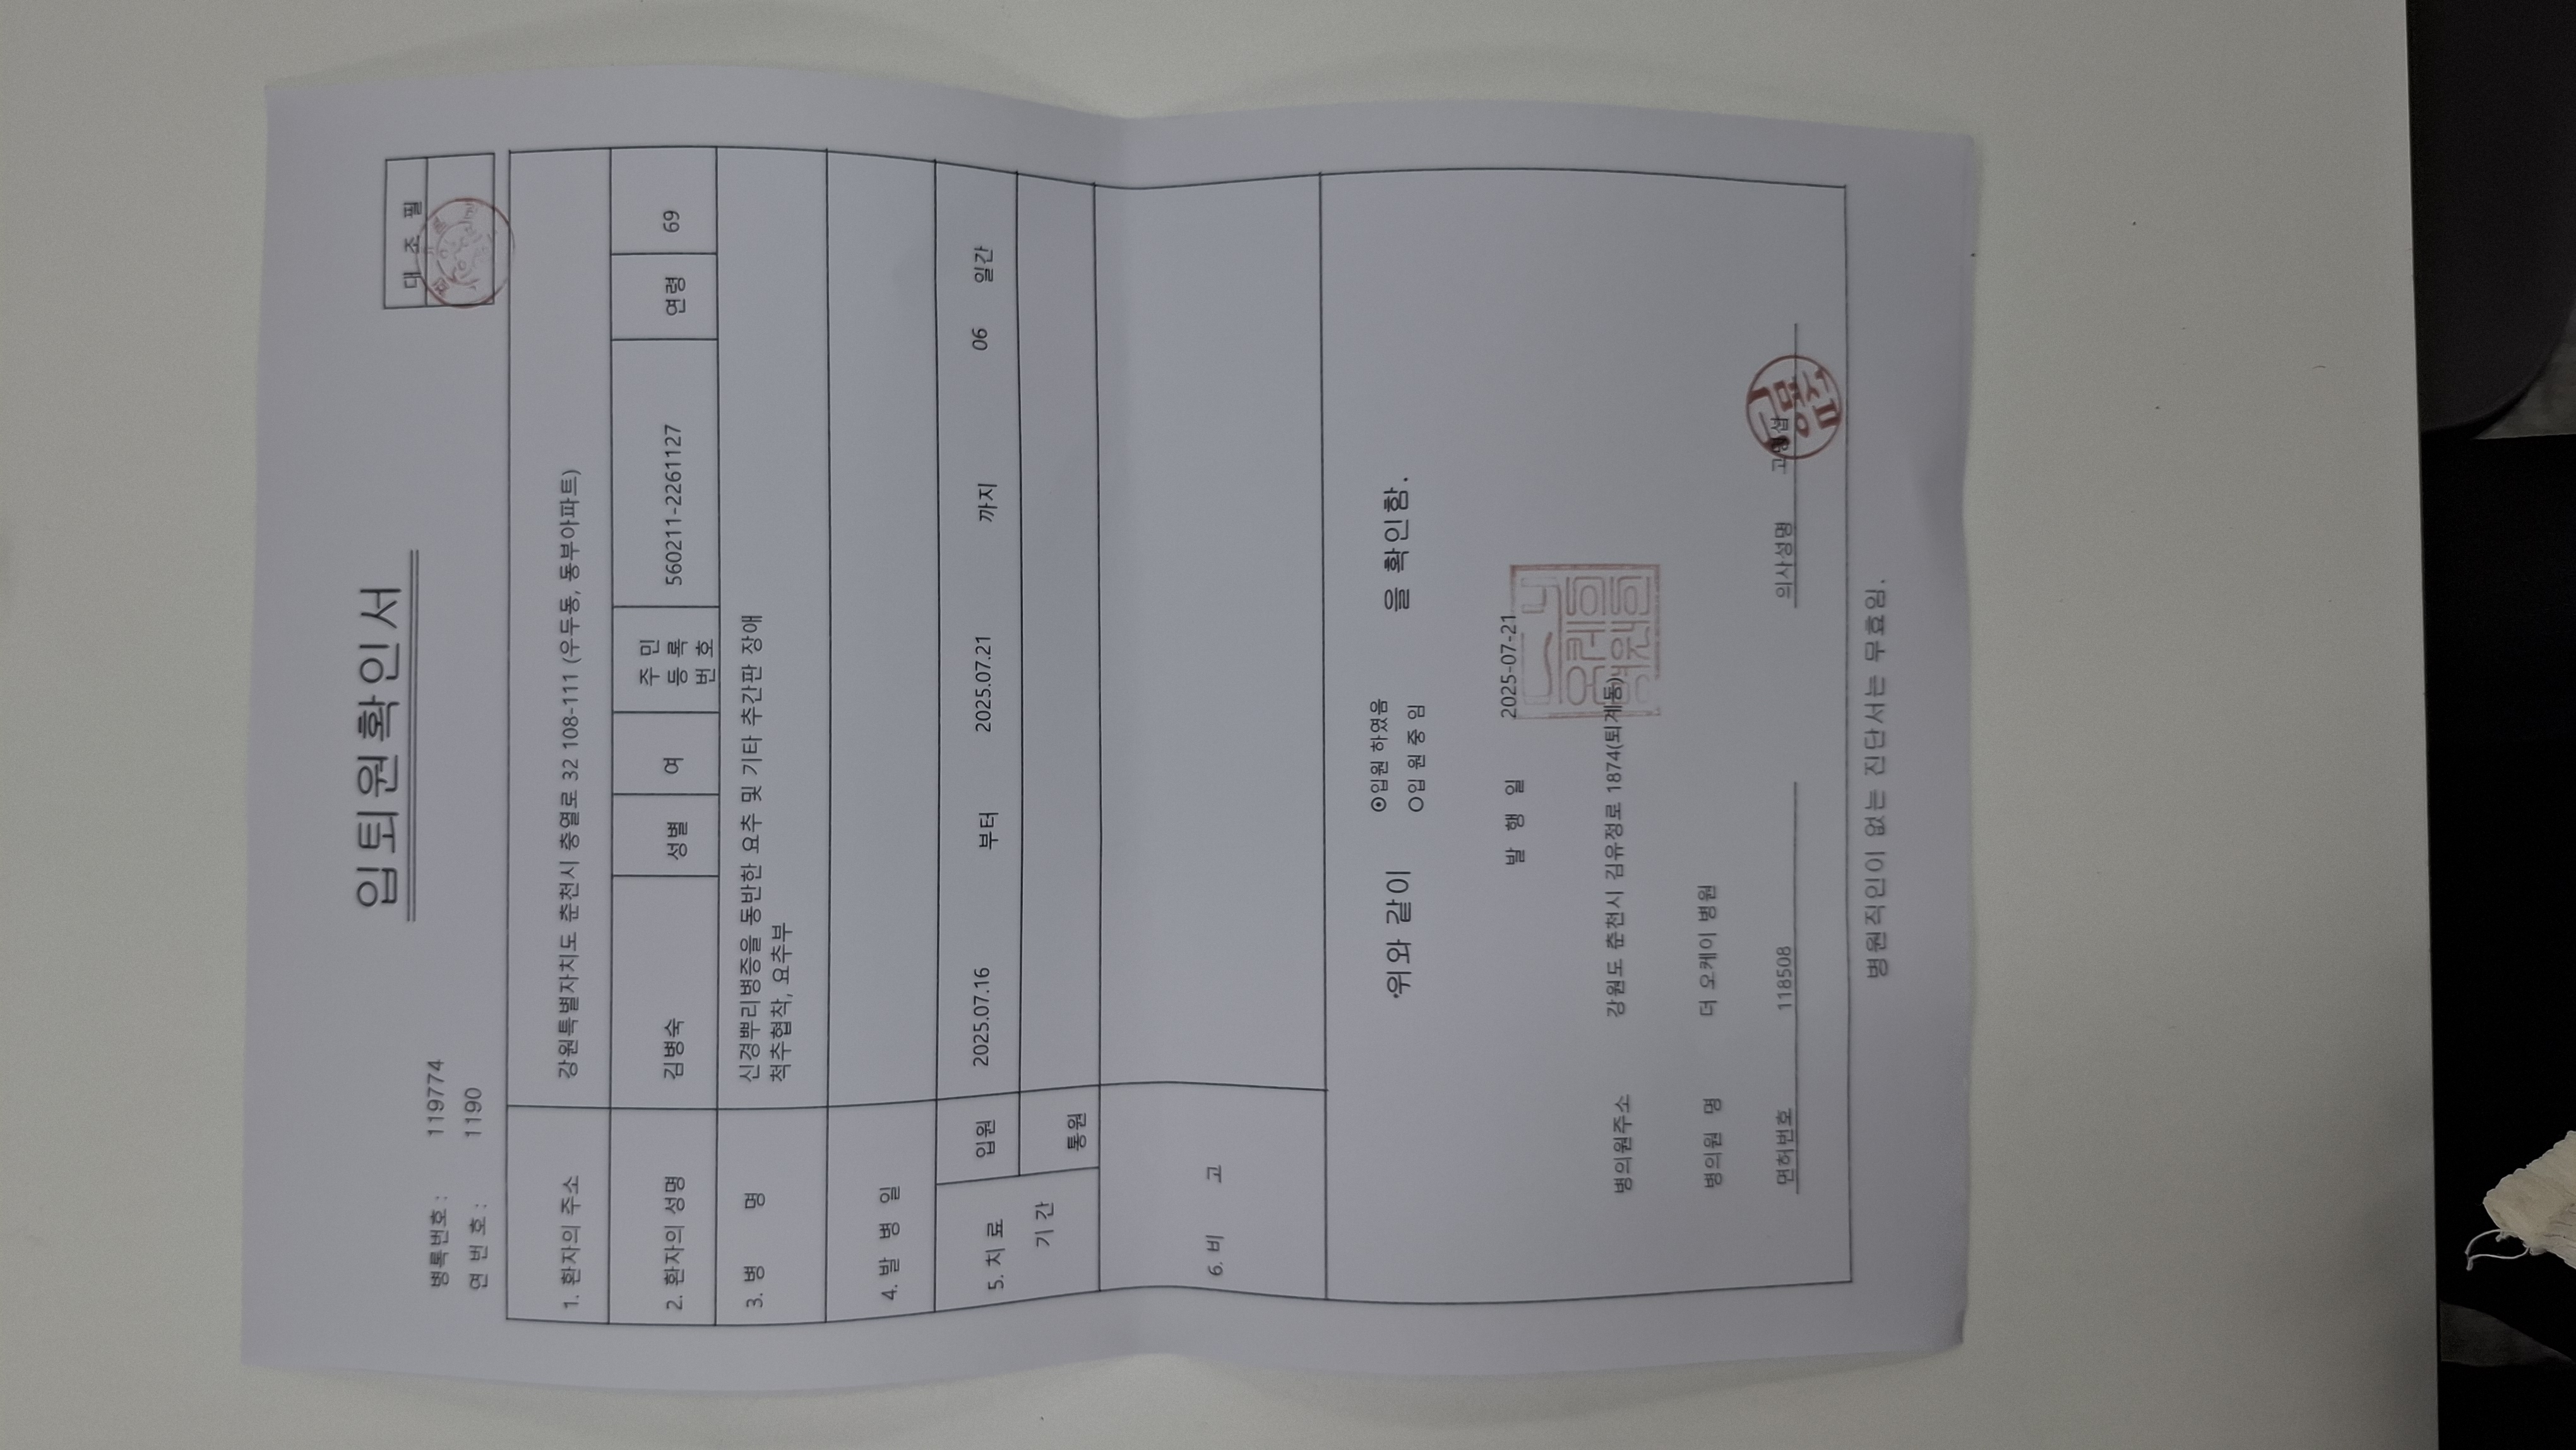 입퇴원확인서
대 조 필
병록번호 : 119774
연 번 호 : 1190
1. 환자의 주소 강원특별자치도 춘천시 충열로 32 108-111 (우두동, 동부아파트)
2. 환자의 성명 김병숙 성별 여 주 민 등 록 번 호 560211-2261127 연령 69
3. 병 명 신경뿌리병증을 동반한 요추 및 기타 추간판 장애
척추협착, 요추부
4. 발 병 일
5. 치 료 기 간 입원 2025.07.16 부터 2025.07.21 까지 06 일간
통원
6. 비 고
위와 같이 ⊙입원 하였음 을 확인함.
○입 원 중 임
발 행 일 2025-07-21
병의원주소 강원도 춘천시 김유정로 1874(퇴계동)
병의원 명 더 오케이 병원
면허번호 118508 의사성명 고명섭
병원직인이 없는 진단서는 무효임.